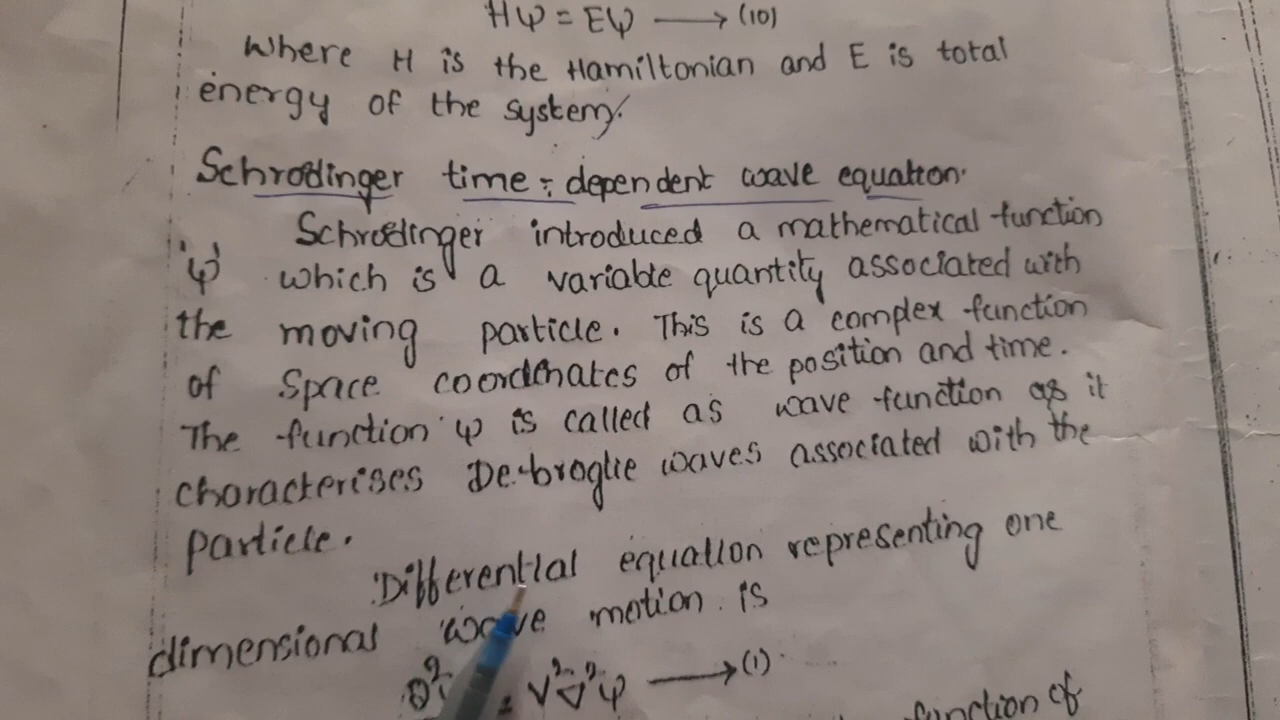 Hψ = Eψ ⟶ (10)
Where H is the Hamiltonian and E is total
energy of the system.
Schrodinger time - dependent wave equation.
Schrodinger introduced a mathematical function
'ψ' which is a variable quantity associated with
the moving particle. This is a complex function
of Space coordinates of the position and time.
The function ψ is called as wave function as it
characterises De-broglie waves associated with the
particle.
Differential equation representing one
dimensional wave motion is
= V²∇²ψ ⟶ (1)
function of